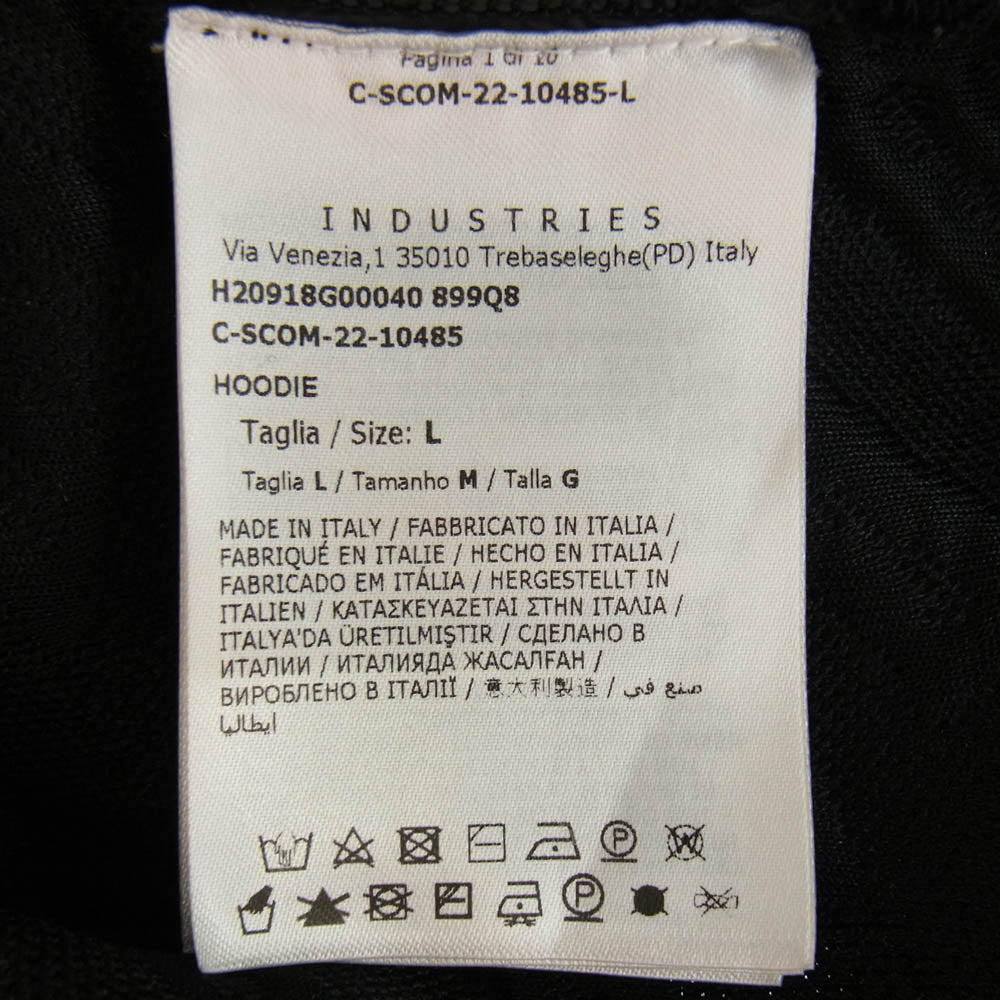 Pagina 1 di 10
C-SCOM-22-10485-L
INDUSTRIES
Via Venezia,1 35010 Trebaseleghe(PD) Italy
H20918G00040 899Q8
C-SCOM-22-10485
HOODIE
Taglia / Size: L
Taglia L / Tamanho M / Talla G
MADE IN ITALY / FABBRICATO IN ITALIA /
FABRIQUÉ EN ITALIE / HECHO EN ITALIA /
FABRICADO EM ITÁLIA / HERGESTELLT IN
ITALIEN / ΚΑΤΑΣΚΕΥΑΖΕΤΑΙ ΣΤΗΝ ΙΤΑΛΙΑ /
ITALYA'DA ÜRETILMIŞTIR / СДЕЛАНО В
ИТАЛИИ / ИТАЛИЯДА ЖАСАЛҒАН /
ВИРОБЛЕНО В ІТАЛІЇ / 意大利製造 / صنع في
ايطاليا
P W
P